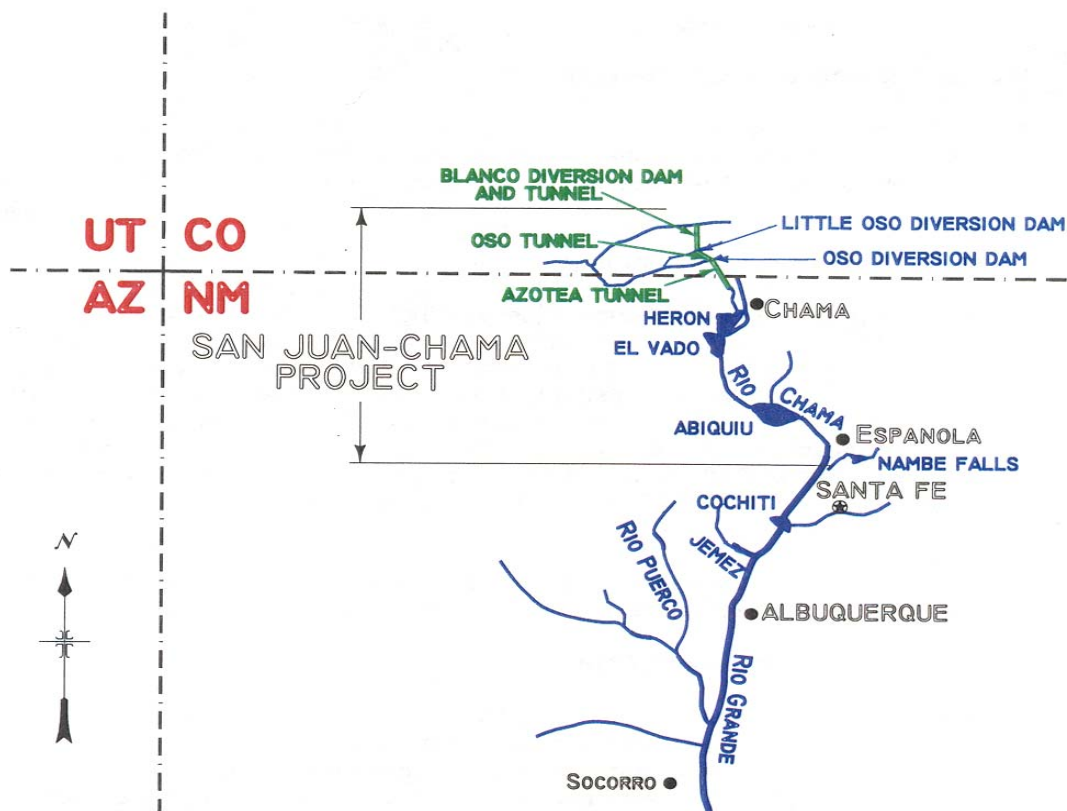 BLANCO DIVERSION DAM
AND TUNNEL
UT CO
LITTLE OSO DIVERSION DAM
OSO TUNNEL
OSO DIVERSION DAM
AZ NM
AZOTEA TUNNEL
CHAMA
HERON
SAN JUAN-CHAMA
PROJECT
EL VADO
RIO CHAMA
ABIQUIU
ESPANOLA
NAMBE FALLS
SANTA FE
COCHITI
N
RIO PUERCO
JEMEZ
ALBUQUERQUE
RIO GRANDE
SOCORRO